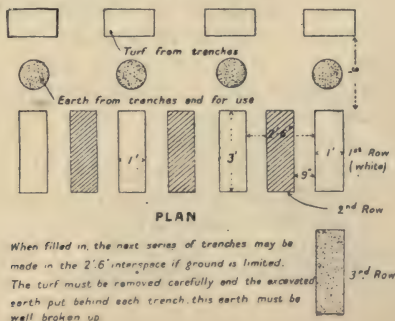 Turf from trenches
Earth from trenches and for use
2' 6"
1'
3'
1'
1st Row
(white)
9"
2nd Row
PLAN
When filled in, the next series of trenches may be
made in the 2'.6" interspace if ground is limited.
The turf must be removed carefully and the excavated
earth put behind each trench, this earth must be
well broken up
3rd Row